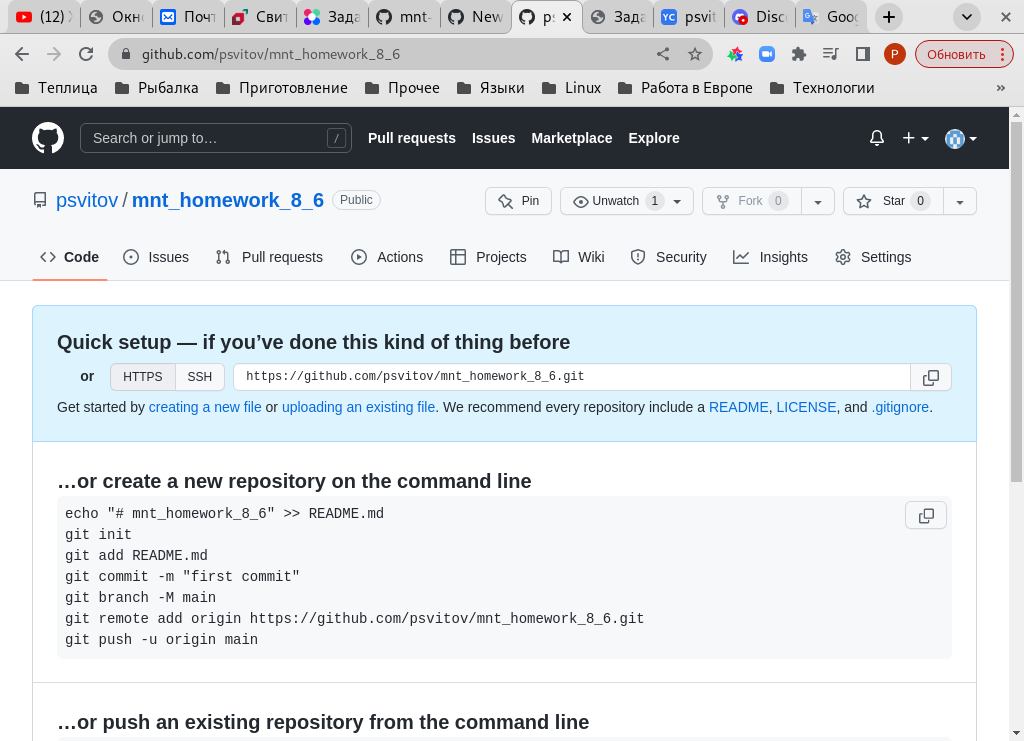 (12) Окн Почт Свит Зада mnt- New ps Зада psvit Disc Goog
github.com/psvitov/mnt_homework_8_6 P Обновить
Теплица Рыбалка Приготовление Прочее Языки Linux Работа в Европе Технологии »
Search or jump to… / Pull requests Issues Marketplace Explore
psvitov / mnt_homework_8_6 Public Pin Unwatch 1 Fork 0 Star 0
Code Issues Pull requests Actions Projects Wiki Security Insights Settings
Quick setup — if you’ve done this kind of thing before
or HTTPS SSH https://github.com/psvitov/mnt_homework_8_6.git
Get started by creating a new file or uploading an existing file. We recommend every repository include a README, LICENSE, and .gitignore.
…or create a new repository on the command line
echo "# mnt_homework_8_6" >> README.md
git init
git add README.md
git commit -m "first commit"
git branch -M main
git remote add origin https://github.com/psvitov/mnt_homework_8_6.git
git push -u origin main
…or push an existing repository from the command line